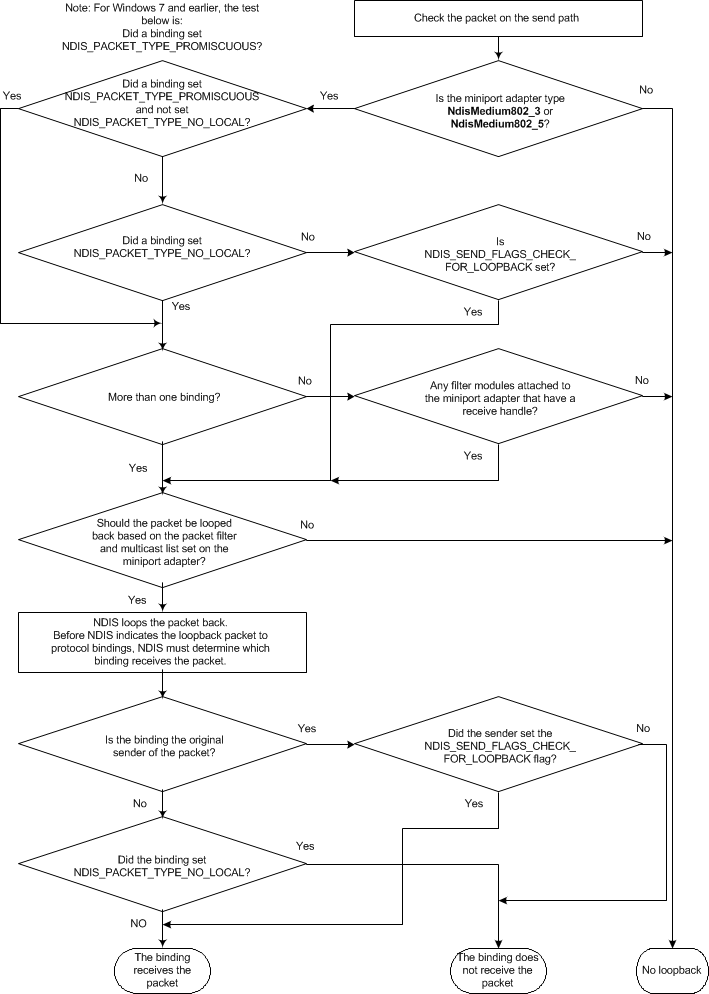 Note: For Windows 7 and earlier, the test
below is:
Did a binding set
NDIS_PACKET_TYPE_PROMISCUOUS?
Check the packet on the send path
Yes
Did a binding set
NDIS_PACKET_TYPE_PROMISCUOUS
and not set
NDIS_PACKET_TYPE_NO_LOCAL?
Yes
Is the miniport adapter type
NdisMedium802_3 or
NdisMedium802_5?
No
No
Did a binding set
NDIS_PACKET_TYPE_NO_LOCAL?
No
Is
NDIS_SEND_FLAGS_CHECK_
FOR_LOOPBACK set?
No
Yes
Yes
More than one binding?
No
Any filter modules attached to
the miniport adapter that have a
receive handle?
No
Yes
Yes
Should the packet be looped
back based on the packet filter
and multicast list set on the
miniport adapter?
No
Yes
NDIS loops the packet back.
Before NDIS indicates the loopback packet to
protocol bindings, NDIS must determine which
binding receives the packet.
Is the binding the original
sender of the packet?
Yes
Did the sender set the
NDIS_SEND_FLAGS_CHECK_
FOR_LOOPBACK flag?
No
No
Yes
Did the binding set
NDIS_PACKET_TYPE_NO_LOCAL?
Yes
NO
The binding
receives the
packet
The binding does
not receive the
packet
No loopback